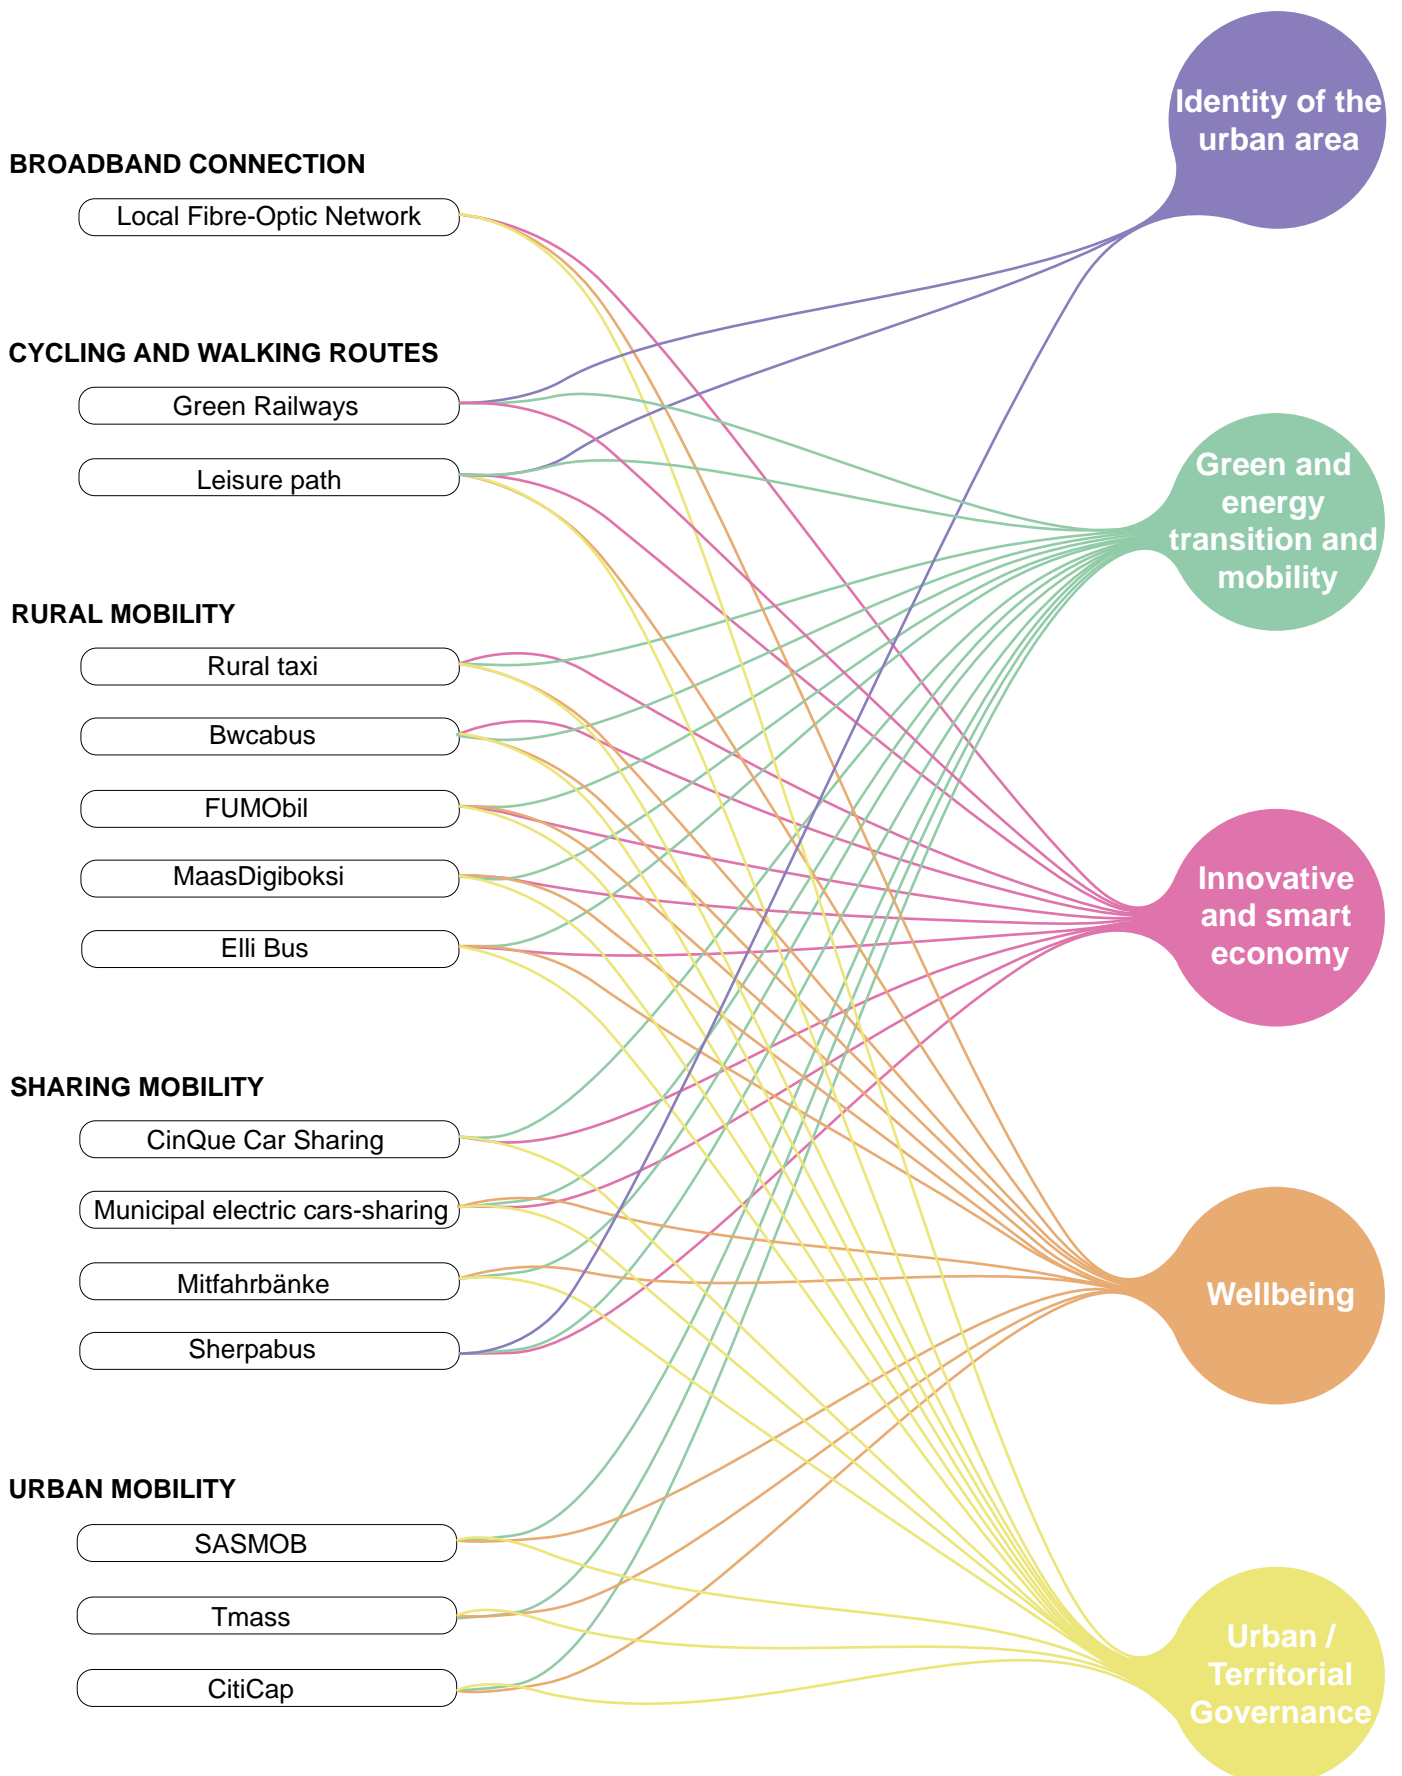 BROADBAND CONNECTION
Local Fibre-Optic Network
CYCLING AND WALKING ROUTES
Green Railways
Leisure path
RURAL MOBILITY
Rural taxi
Bwcabus
FUMObil
MaasDigiboksi
Elli Bus
SHARING MOBILITY
CinQue Car Sharing
Municipal electric cars-sharing
Mitfahrbänke
Sherpabus
URBAN MOBILITY
SASMOB
Tmass
CitiCap
Identity of the
urban area
Green and
energy
transition and
mobility
Innovative
and smart
economy
Wellbeing
Urban /
Territorial
Governance